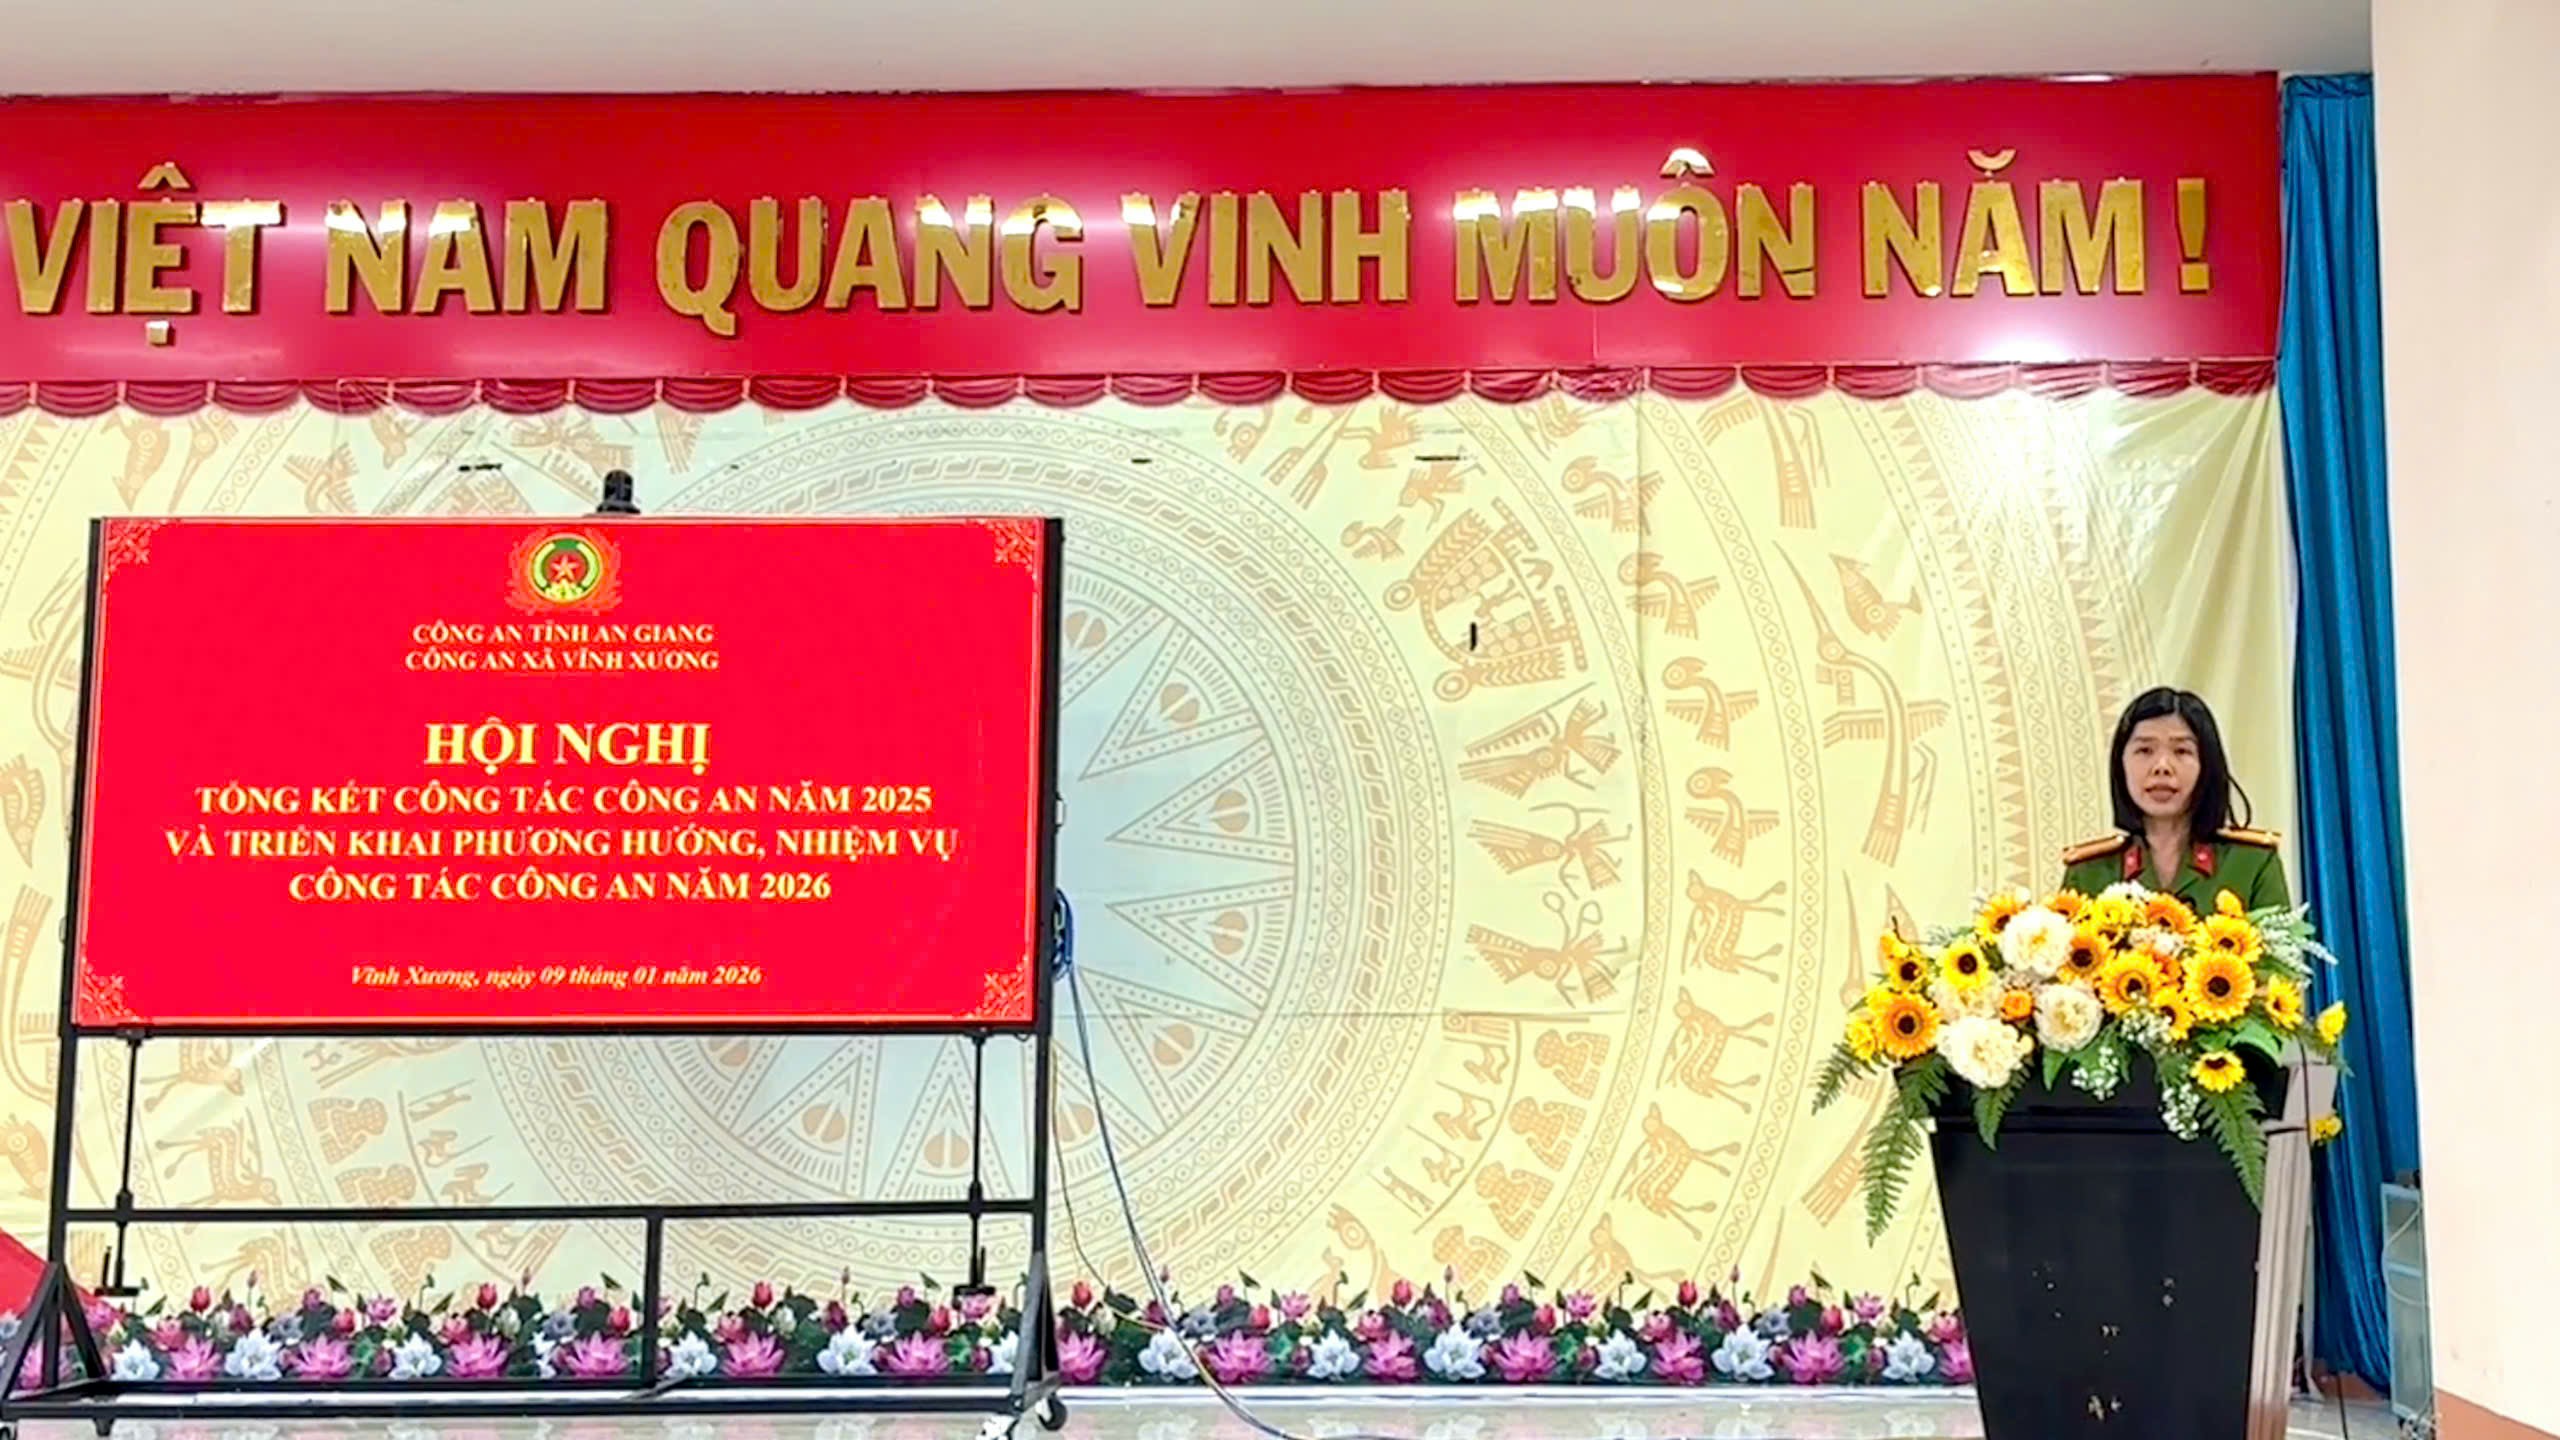 VIỆT NAM QUANG VINH MUÔN NĂM !
CÔNG AN TỈNH AN GIANG
CÔNG AN XÃ VĨNH XƯƠNG
HỘI NGHỊ
TỔNG KẾT CÔNG TÁC CÔNG AN NĂM 2025
VÀ TRIỂN KHAI PHƯƠNG HƯỚNG, NHIỆM VỤ
CÔNG TÁC CÔNG AN NĂM 2026
Vĩnh Xương, ngày 09 tháng 01 năm 2026